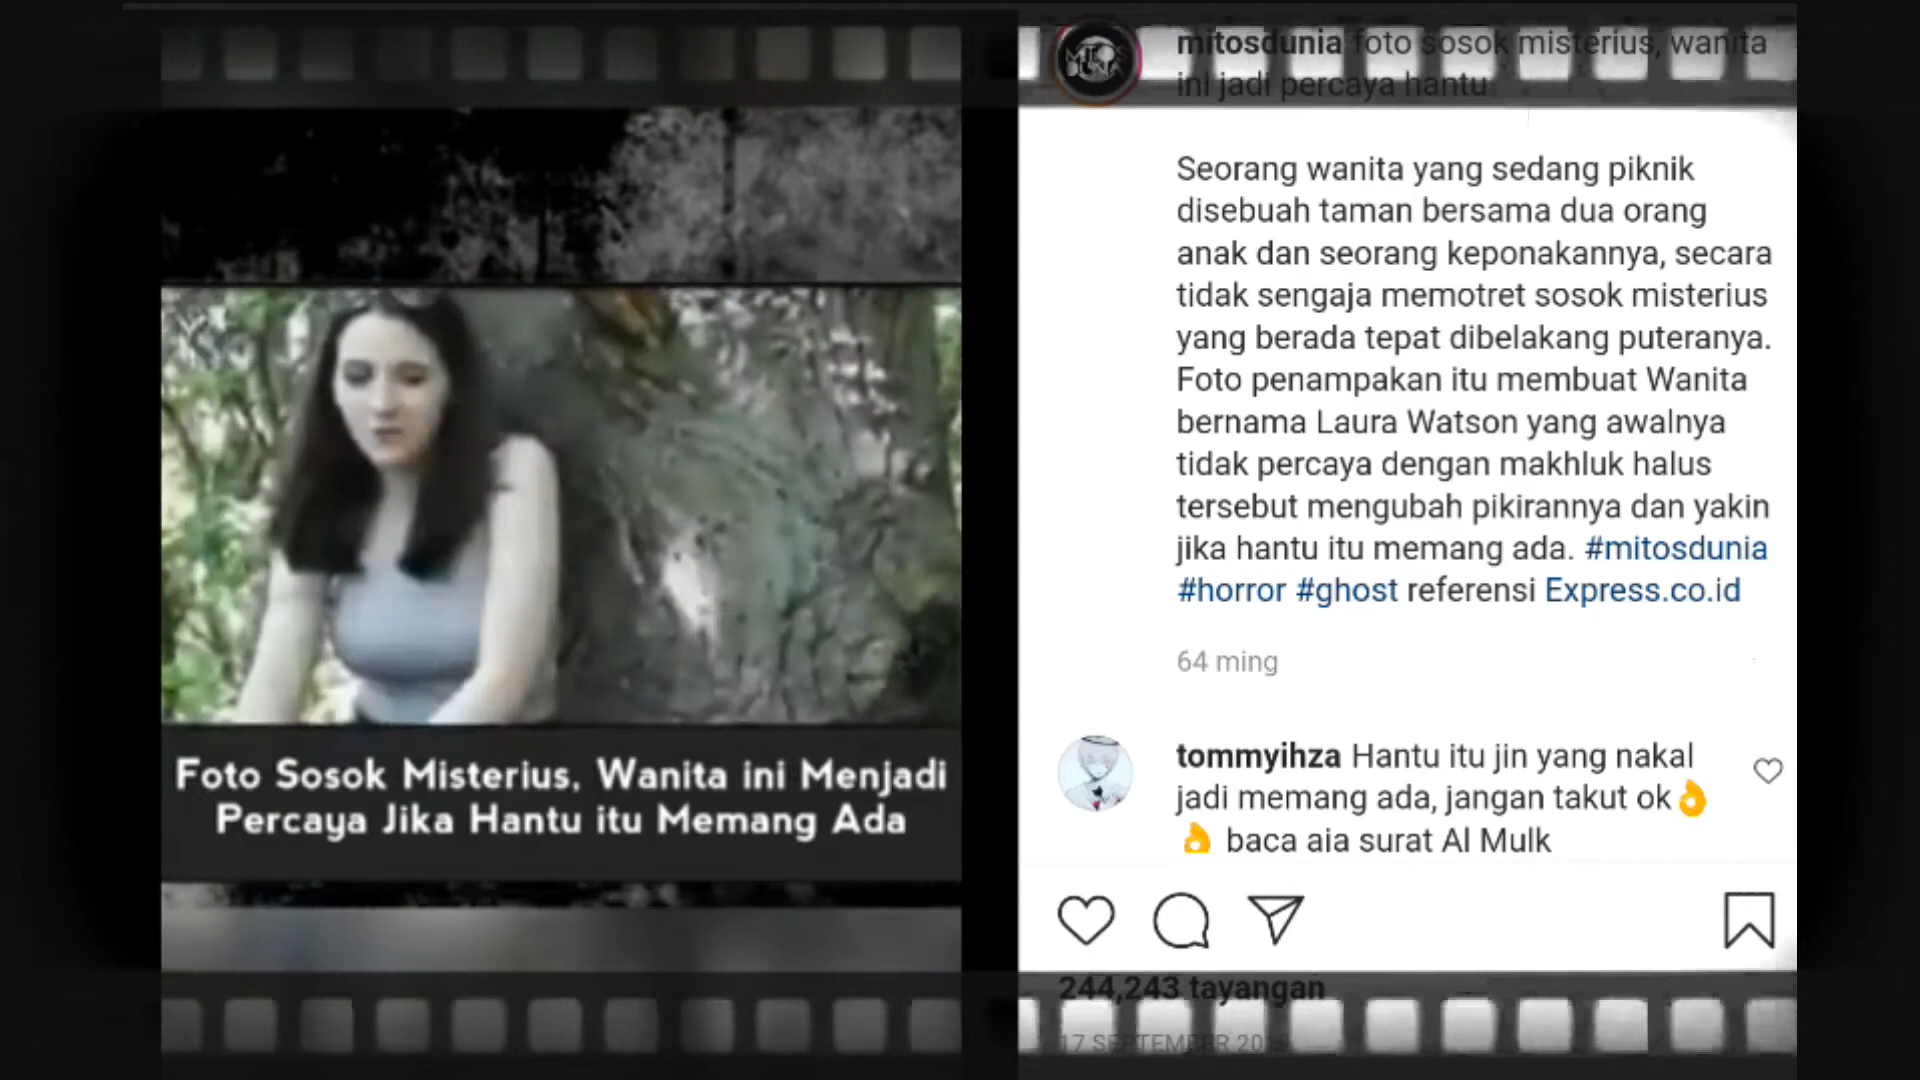 Foto Sosok Misterius, Wanita ini Menjadi
Percaya Jika Hantu itu Memang Ada
MITOS
DUNIA
mitosdunia foto sosok misterius, wanita
ini jadi percaya hantu
Seorang wanita yang sedang piknik
disebuah taman bersama dua orang
anak dan seorang keponakannya, secara
tidak sengaja memotret sosok misterius
yang berada tepat dibelakang puteranya.
Foto penampakan itu membuat Wanita
bernama Laura Watson yang awalnya
tidak percaya dengan makhluk halus
tersebut mengubah pikirannya dan yakin
jika hantu itu memang ada. #mitosdunia
#horror #ghost referensi Express.co.id
64 ming
tommyihza Hantu itu jin yang nakal
jadi memang ada, jangan takut ok👌
👌 baca aia surat Al Mulk
244,243 tayangan
17 SEPTEMBER